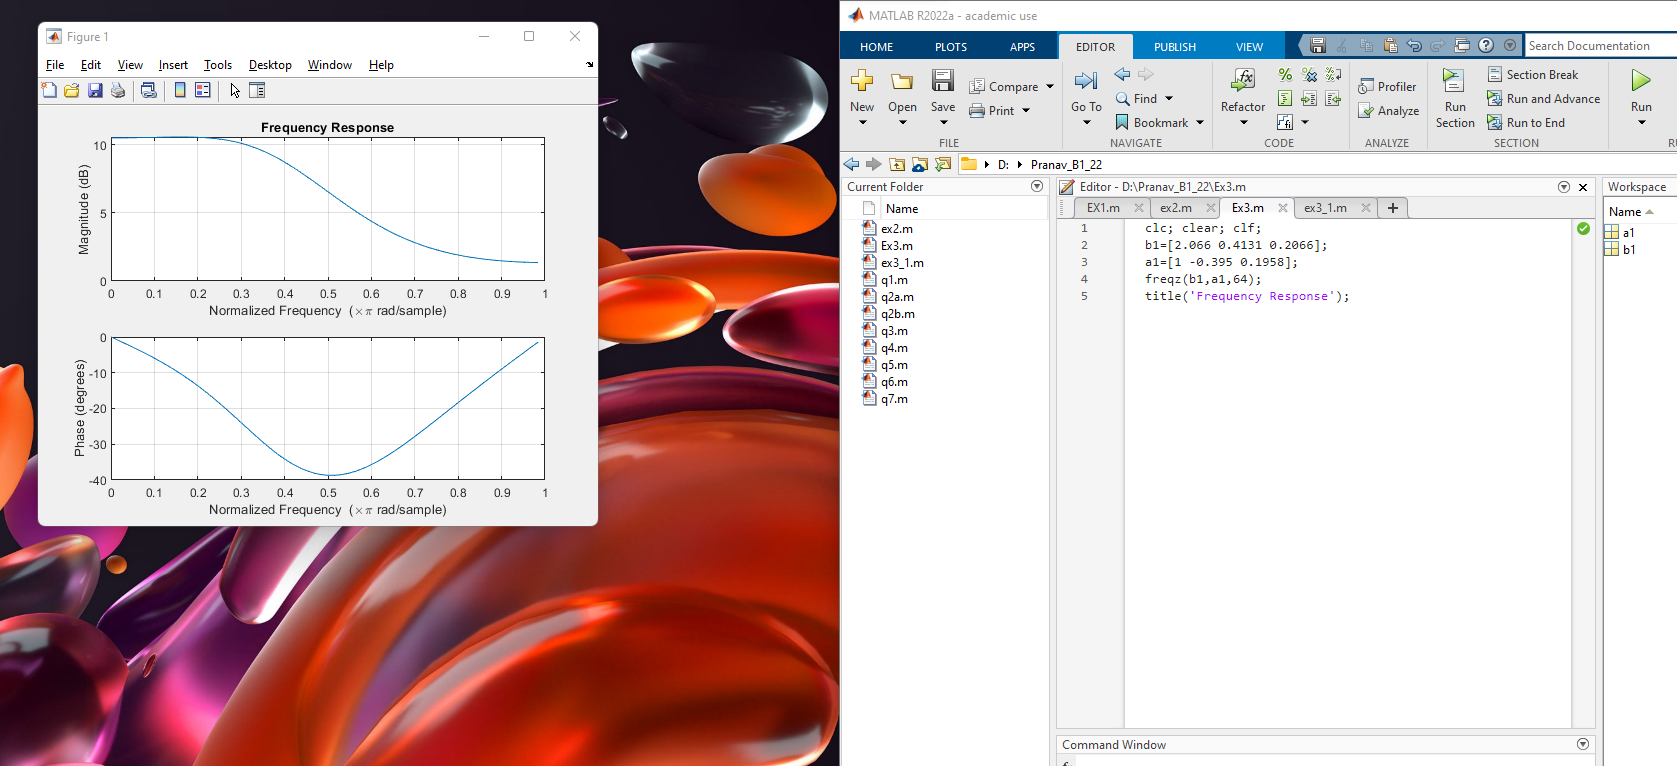 Figure 1
File Edit View Insert Tools Desktop Window Help
Frequency Response
Magnitude (dB)
10
5
0
0 0.1 0.2 0.3 0.4 0.5 0.6 0.7 0.8 0.9 1
Normalized Frequency (×π rad/sample)
Phase (degrees)
0
-10
-20
-30
-40
0 0.1 0.2 0.3 0.4 0.5 0.6 0.7 0.8 0.9 1
Normalized Frequency (×π rad/sample)
MATLAB R2022a - academic use
HOME PLOTS APPS EDITOR PUBLISH VIEW
Search Documentation
New Open Save Compare Print
FILE
Go To Find Bookmark
NAVIGATE
Refactor
CODE
Profiler
Analyze
ANALYZE
Run Section
Section Break
Run and Advance
Run to End
SECTION
Run
D: Pranav_B1_22
Current Folder
Name
ex2.m
Ex3.m
ex3_1.m
q1.m
q2a.m
q2b.m
q3.m
q4.m
q5.m
q6.m
q7.m
Editor - D:\Pranav_B1_22\Ex3.m
EX1.m ex2.m Ex3.m ex3_1.m
1 clc; clear; clf;
2 b1=[2.066 0.4131 0.2066];
3 a1=[1 -0.395 0.1958];
4 freqz(b1,a1,64);
5 title('Frequency Response');
Command Window
Workspace
Name
a1
b1